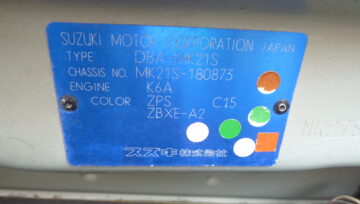 SUZUKI MOTOR CORPORATION JAPAN
TYPE DBA-MK21S
CHASSIS NO. MK21S-180873
ENGINE K6A
COLOR ZPS C15
ZBXE-A2
スズキ株式会社